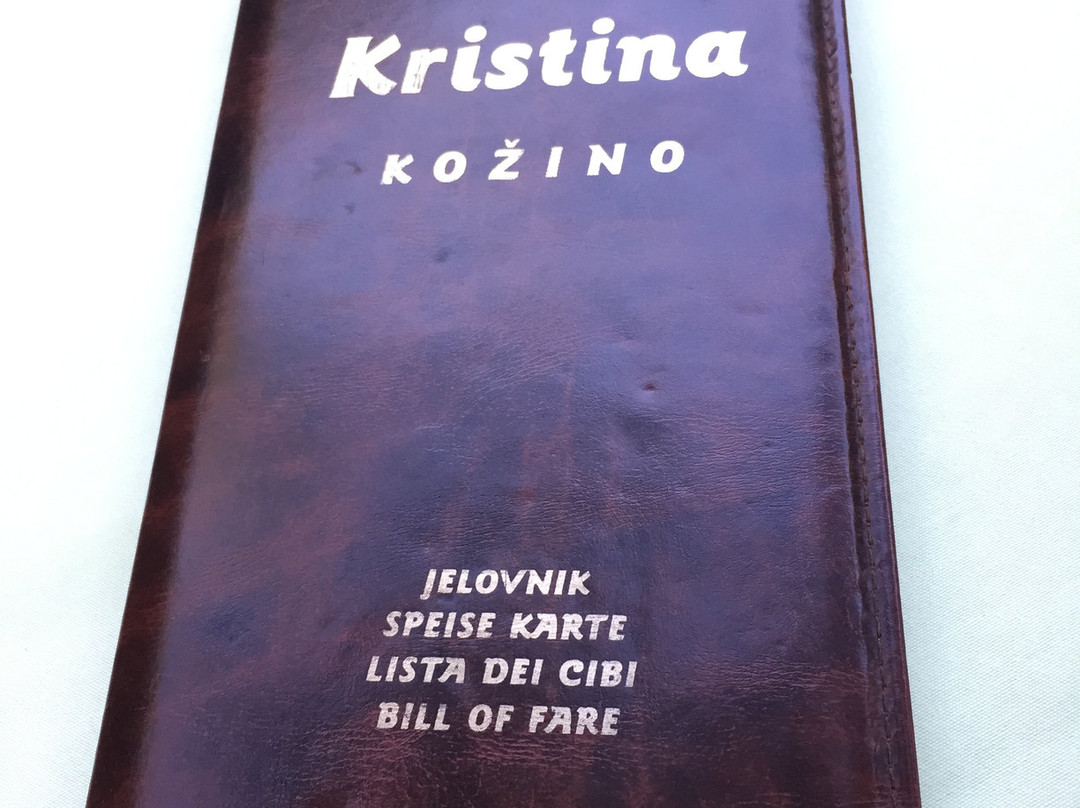 Kristina
KOŽINO
JELOVNIK
SPEISE KARTE
LISTA DEI CIBI
BILL OF FARE